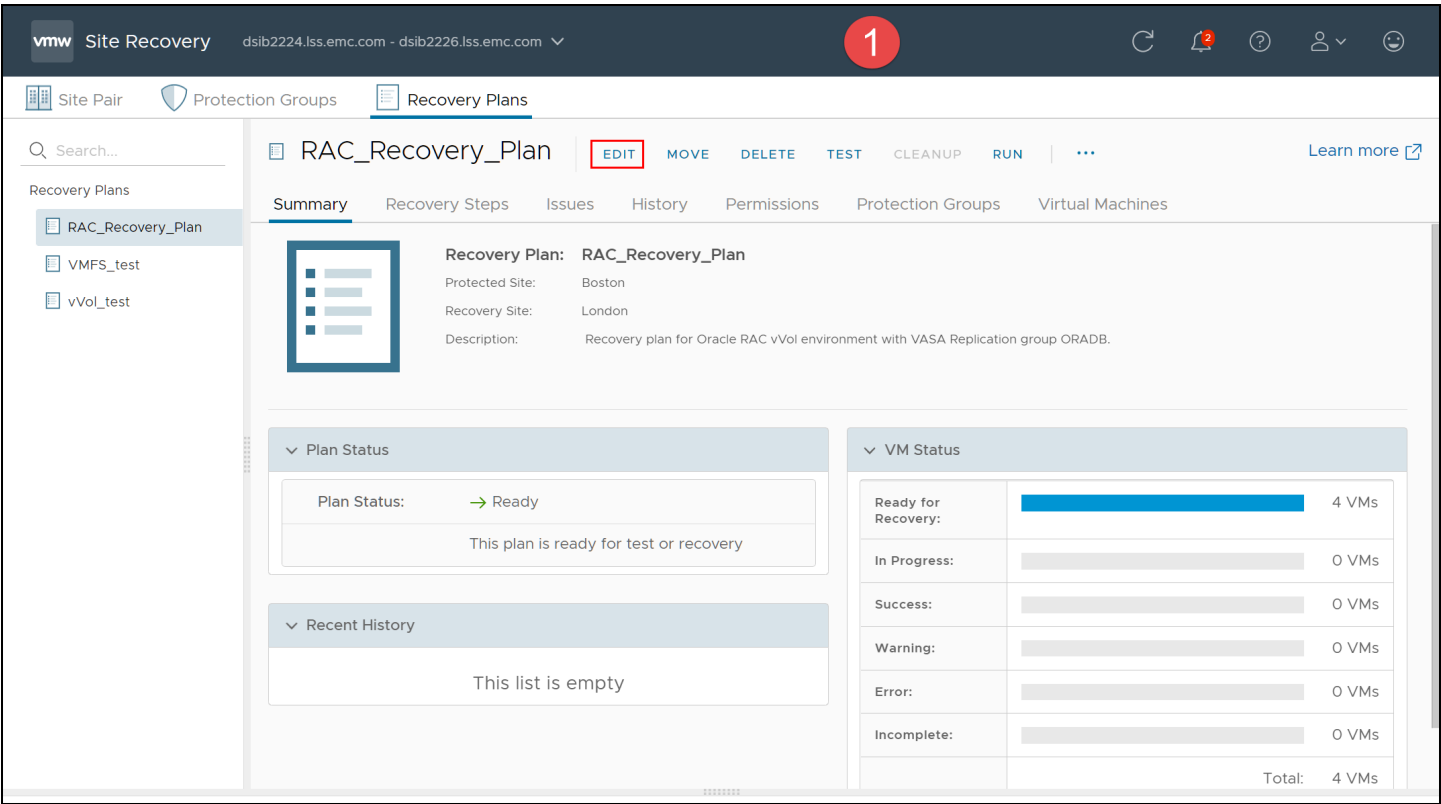 vmw Site Recovery dsib2224.lss.emc.com - dsib2226.lss.emc.com 1 2 ?
Site Pair Protection Groups Recovery Plans
Search...
Recovery Plans
RAC_Recovery_Plan
VMFS_test
vVol_test
RAC_Recovery_Plan EDIT MOVE DELETE TEST CLEANUP RUN ... Learn more
Summary Recovery Steps Issues History Permissions Protection Groups Virtual Machines
Recovery Plan: RAC_Recovery_Plan
Protected Site: Boston
Recovery Site: London
Description: Recovery plan for Oracle RAC vVol environment with VASA Replication group ORADB.
Plan Status
Plan Status: Ready
This plan is ready for test or recovery
Recent History
This list is empty
VM Status
Ready for
Recovery: 4 VMs
In Progress: 0 VMs
Success: 0 VMs
Warning: 0 VMs
Error: 0 VMs
Incomplete: 0 VMs
Total: 4 VMs